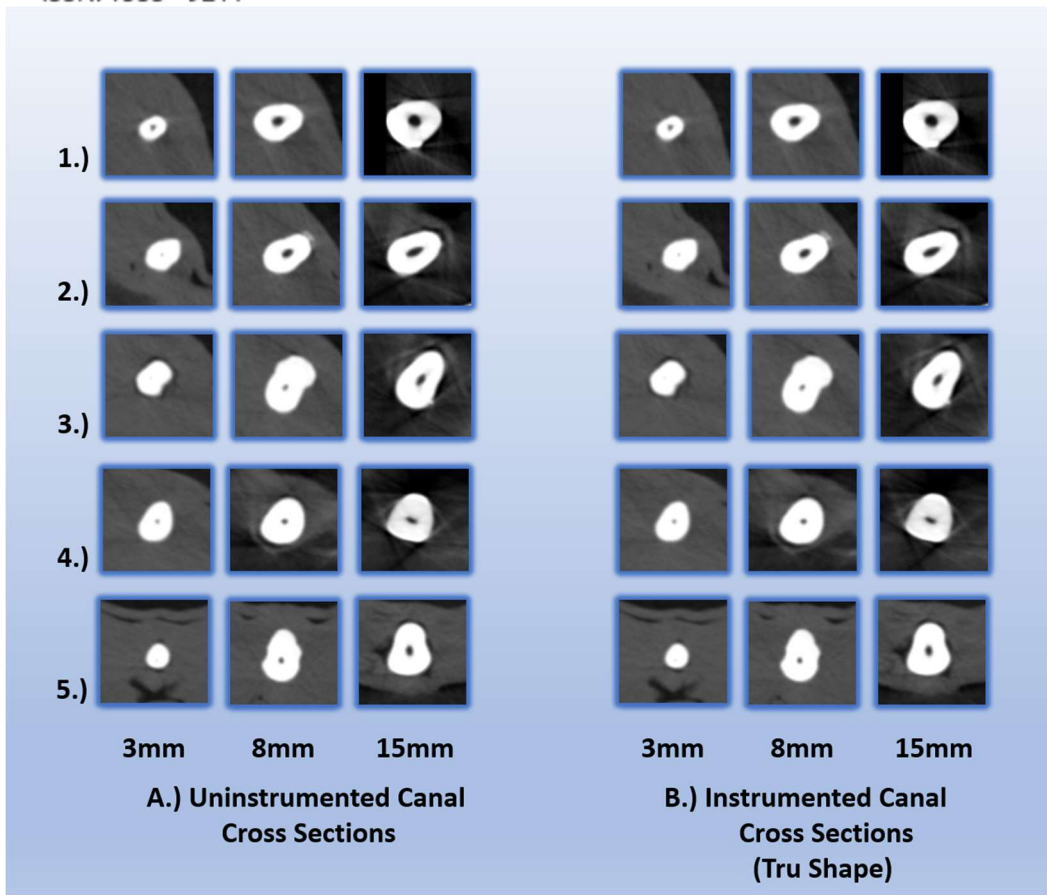 1.)
2.)
3.)
4.)
5.)
3mm 8mm 15mm 3mm 8mm 15mm
A.) Uninstrumented Canal
Cross Sections
B.) Instrumented Canal
Cross Sections
(Tru Shape)